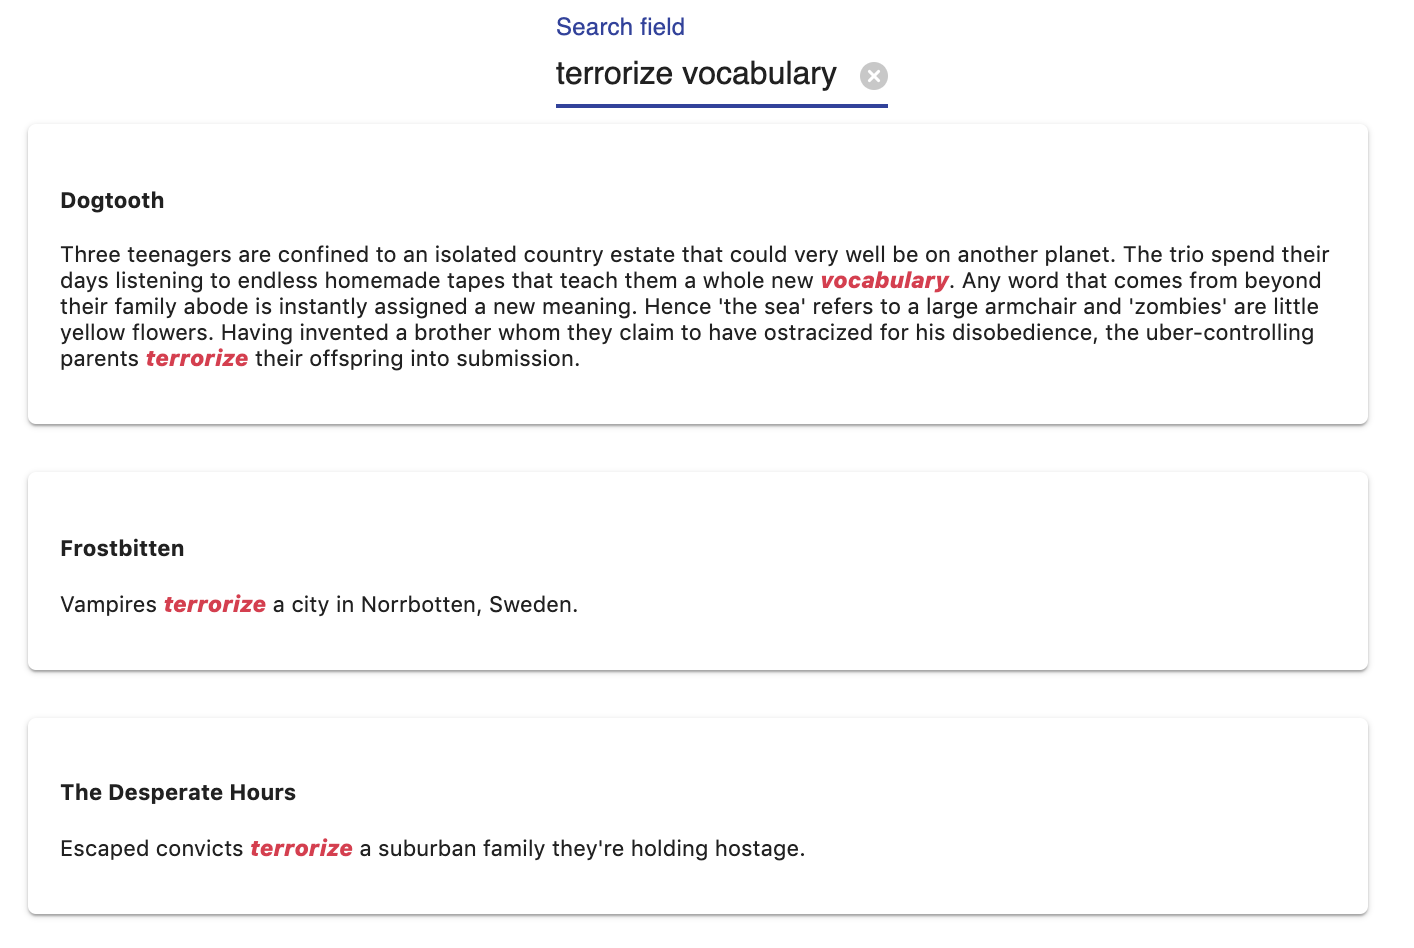 Search field
terrorize vocabulary
Dogtooth
Three teenagers are confined to an isolated country estate that could very well be on another planet. The trio spend their
days listening to endless homemade tapes that teach them a whole new vocabulary. Any word that comes from beyond
their family abode is instantly assigned a new meaning. Hence 'the sea' refers to a large armchair and 'zombies' are little
yellow flowers. Having invented a brother whom they claim to have ostracized for his disobedience, the uber-controlling
parents terrorize their offspring into submission.
Frostbitten
Vampires terrorize a city in Norrbotten, Sweden.
The Desperate Hours
Escaped convicts terrorize a suburban family they're holding hostage.